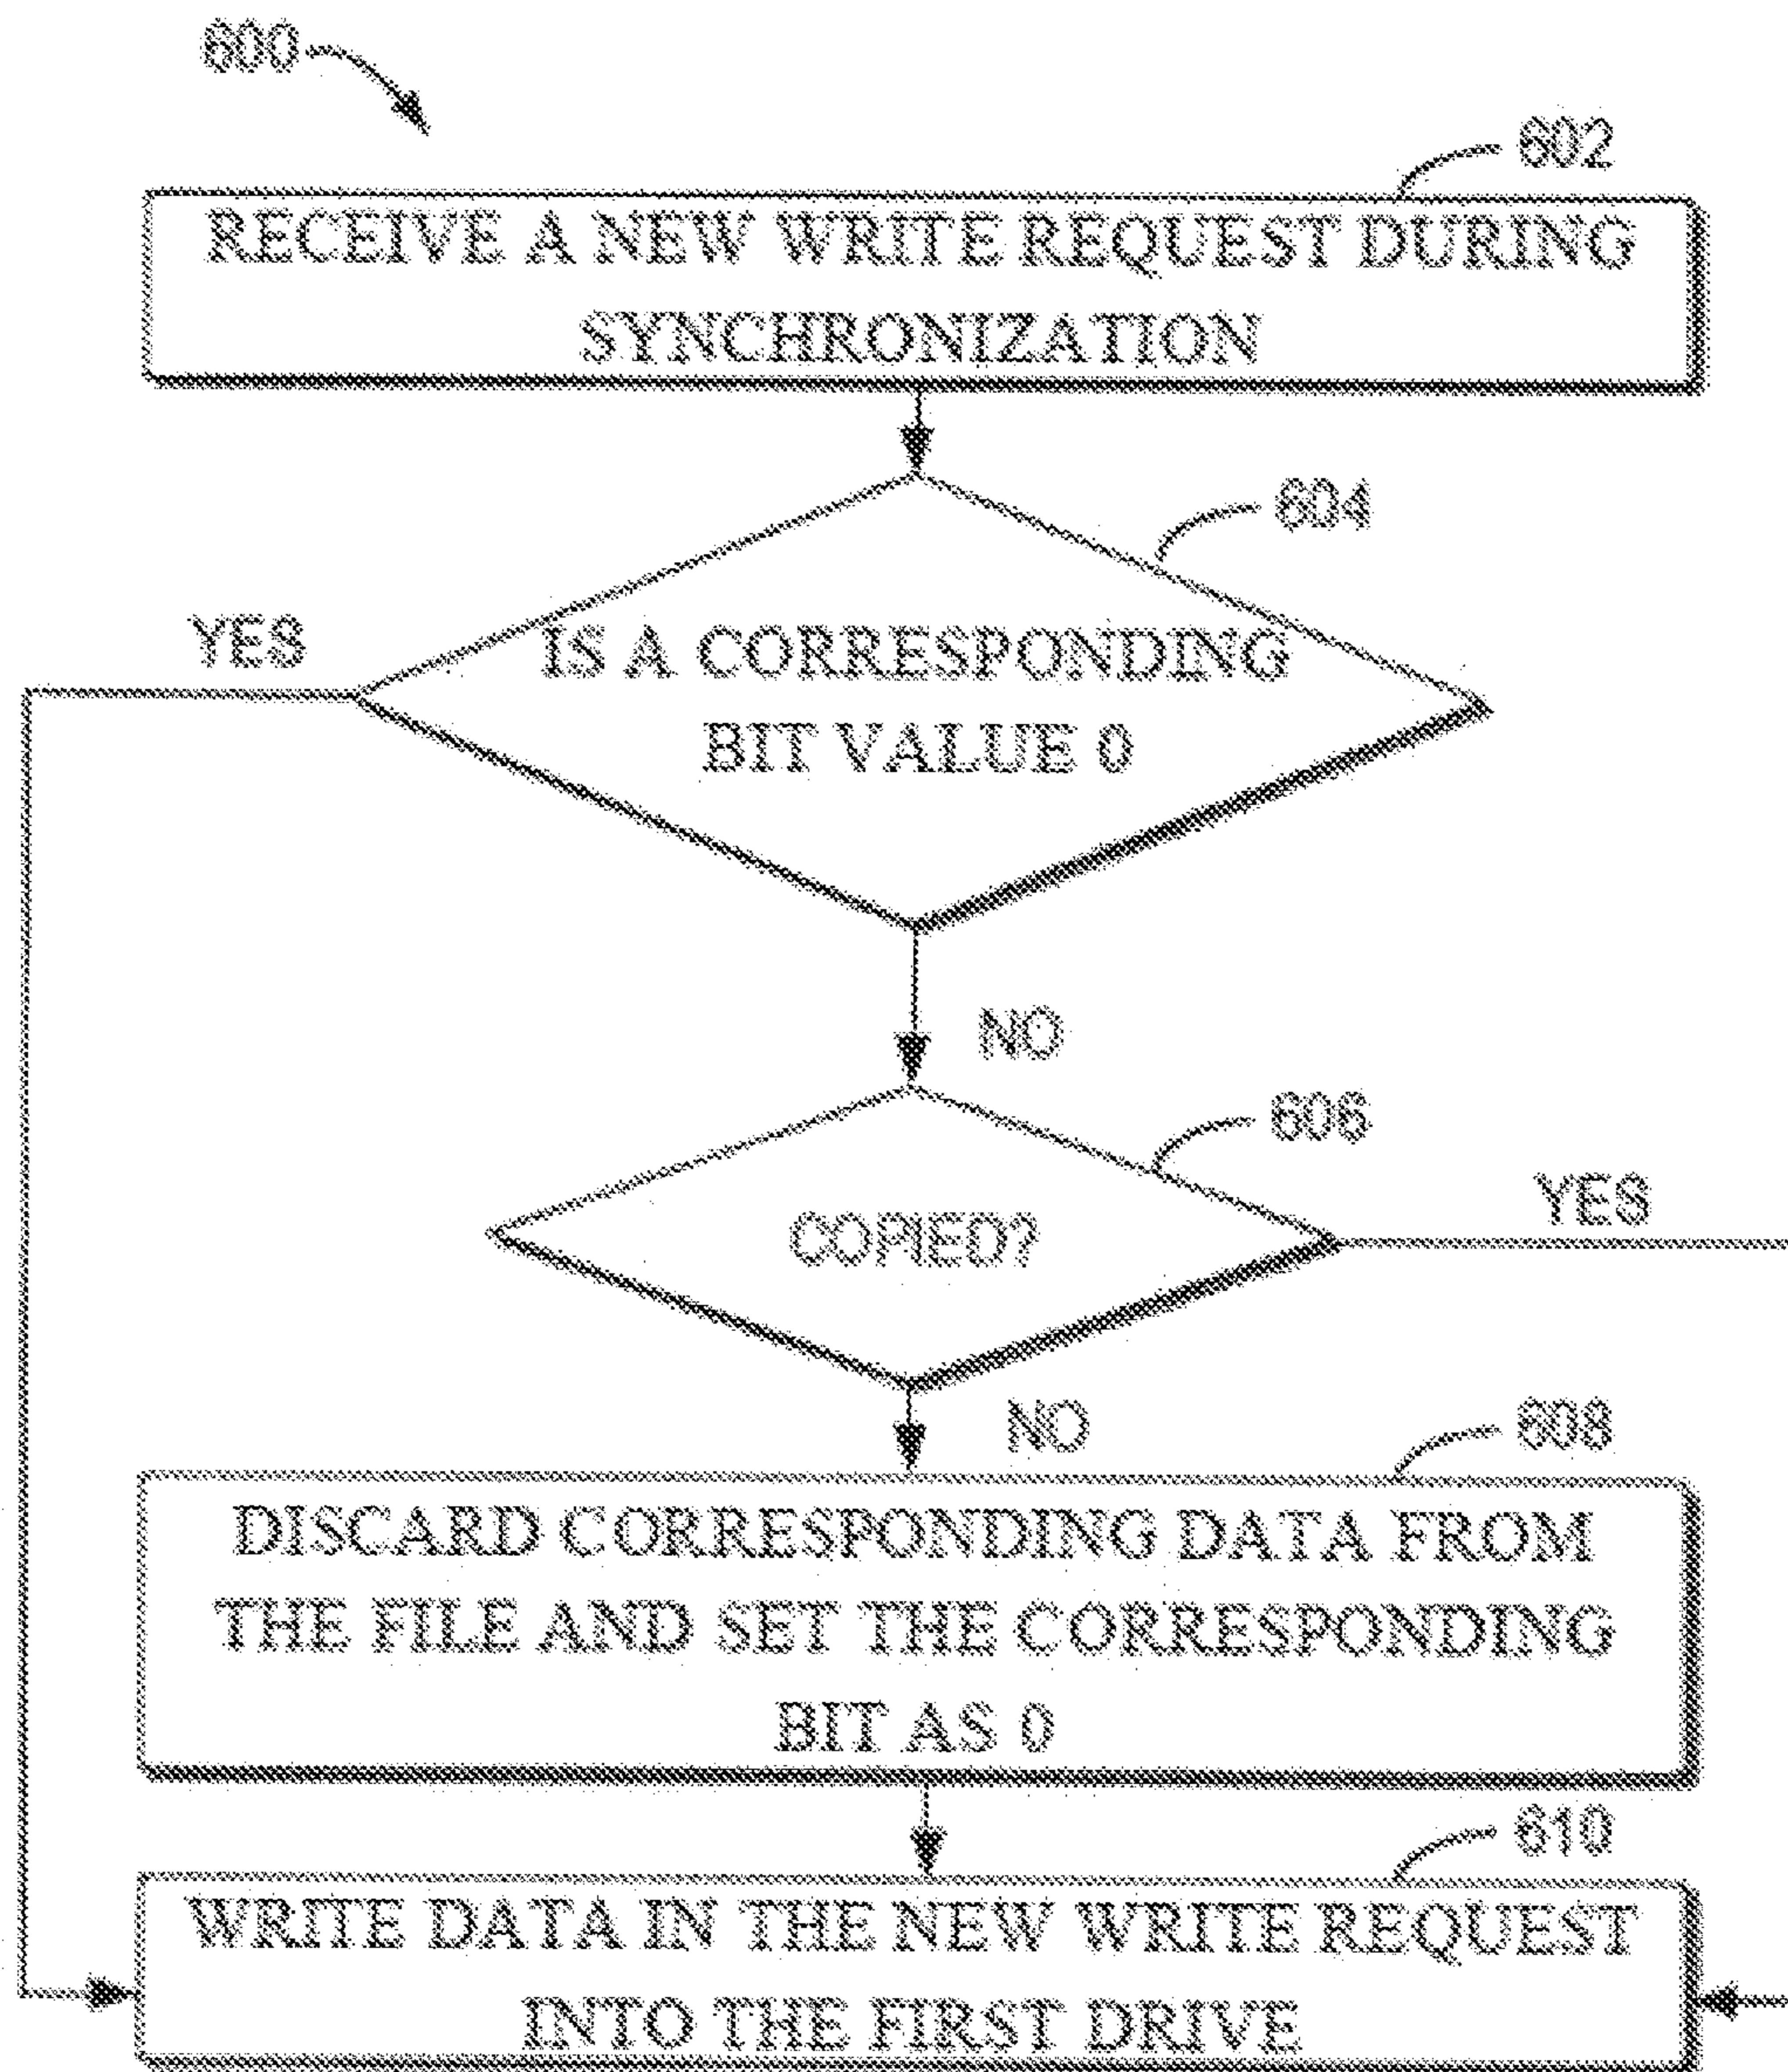 600
602
RECEIVE A NEW WRITE REQUEST DURING
SYNCHRONIZATION
604
YES
IS A CORRESPONDING
BIT VALUE 0
NO
606
YES
COPIED?
NO
608
DISCARD CORRESPONDING DATA FROM
THE FILE AND SET THE CORRESPONDING
BIT AS 0
610
WRITE DATA IN THE NEW WRITE REQUEST
INTO THE FIRST DRIVE